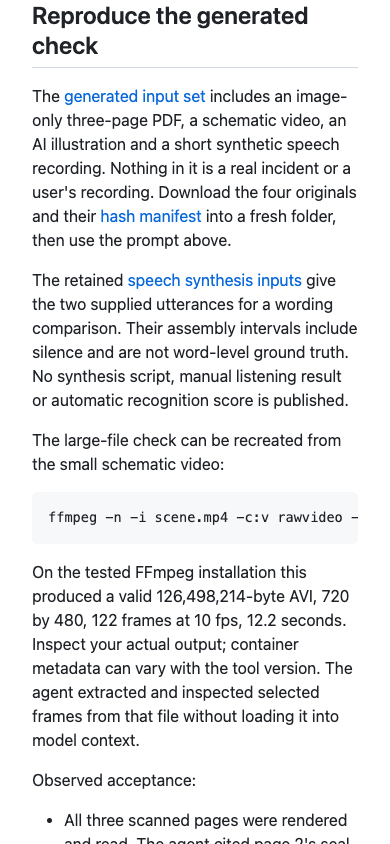 Reproduce the generated
check
The generated input set includes an image-
only three-page PDF, a schematic video, an
AI illustration and a short synthetic speech
recording. Nothing in it is a real incident or a
user's recording. Download the four originals
and their hash manifest into a fresh folder,
then use the prompt above.
The retained speech synthesis inputs give
the two supplied utterances for a wording
comparison. Their assembly intervals include
silence and are not word-level ground truth.
No synthesis script, manual listening result
or automatic recognition score is published.
The large-file check can be recreated from
the small schematic video:
ffmpeg -n -i scene.mp4 -c:v rawvideo -
On the tested FFmpeg installation this
produced a valid 126,498,214-byte AVI, 720
by 480, 122 frames at 10 fps, 12.2 seconds.
Inspect your actual output; container
metadata can vary with the tool version. The
agent extracted and inspected selected
frames from that file without loading it into
model context.
Observed acceptance:
• All three scanned pages were rendered
and read. The agent cited page 2's seal